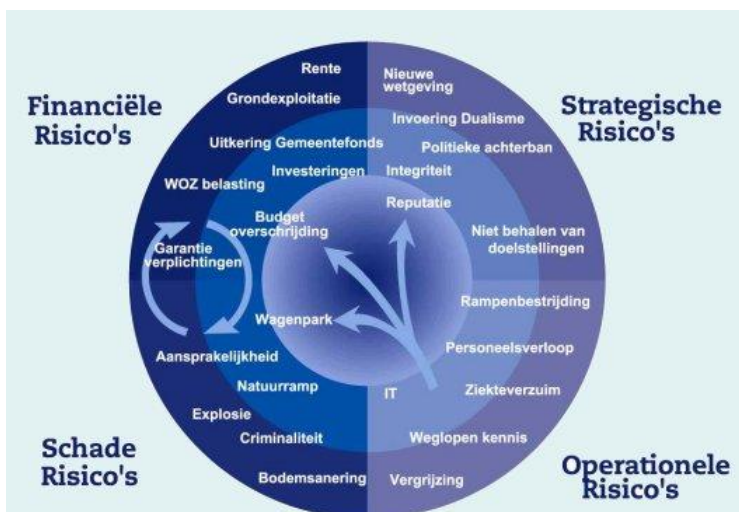 Financiële
Risico's
Rente
Grondexploitatie
Uitkering Gemeentefonds
Investeringen
WOZ belasting
Budget
overschrijding
Garantie
verplichtingen
Strategische
Risico's
Nieuwe
wetgeving
Invoering Dualisme
Politieke achterban
Integriteit
Reputatie
Niet behalen van
doelstellingen
Schade
Risico's
Wagenpark
Aansprakelijkheid
Natuurramp
Explosie
Criminaliteit
Bodemsanering
Operationele
Risico's
Rampenbestrijding
Personeelsverloop
IT
Ziekteverzuim
Weglopen kennis
Vergrijzing